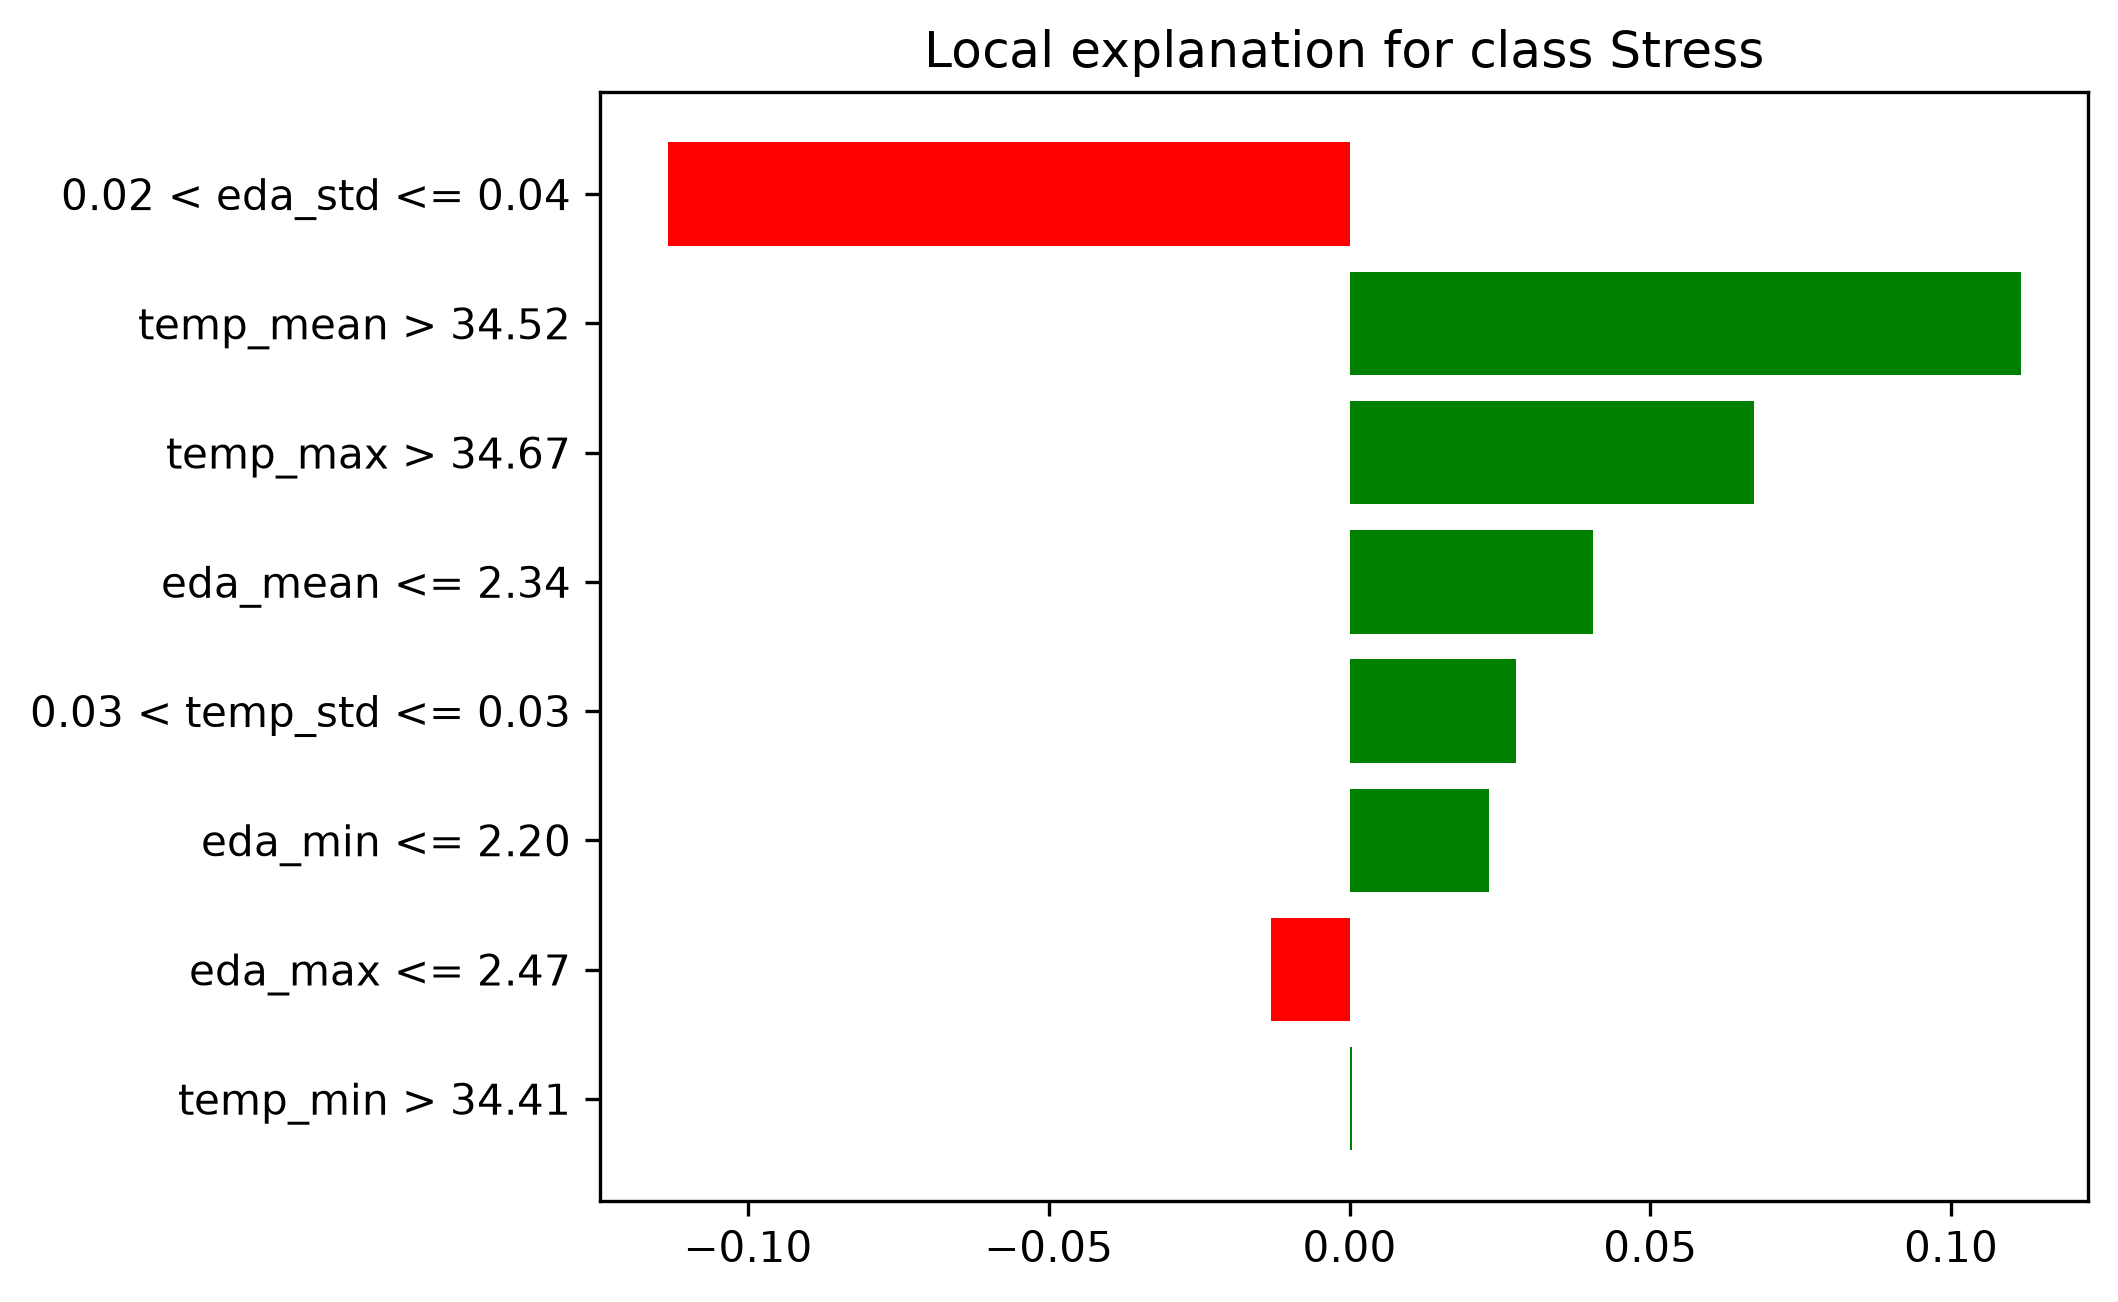 Local explanation for class Stress
0.02 < eda_std <= 0.04
temp_mean > 34.52
temp_max > 34.67
eda_mean <= 2.34
0.03 < temp_std <= 0.03
eda_min <= 2.20
eda_max <= 2.47
temp_min > 34.41
−0.10 −0.05 0.00 0.05 0.10